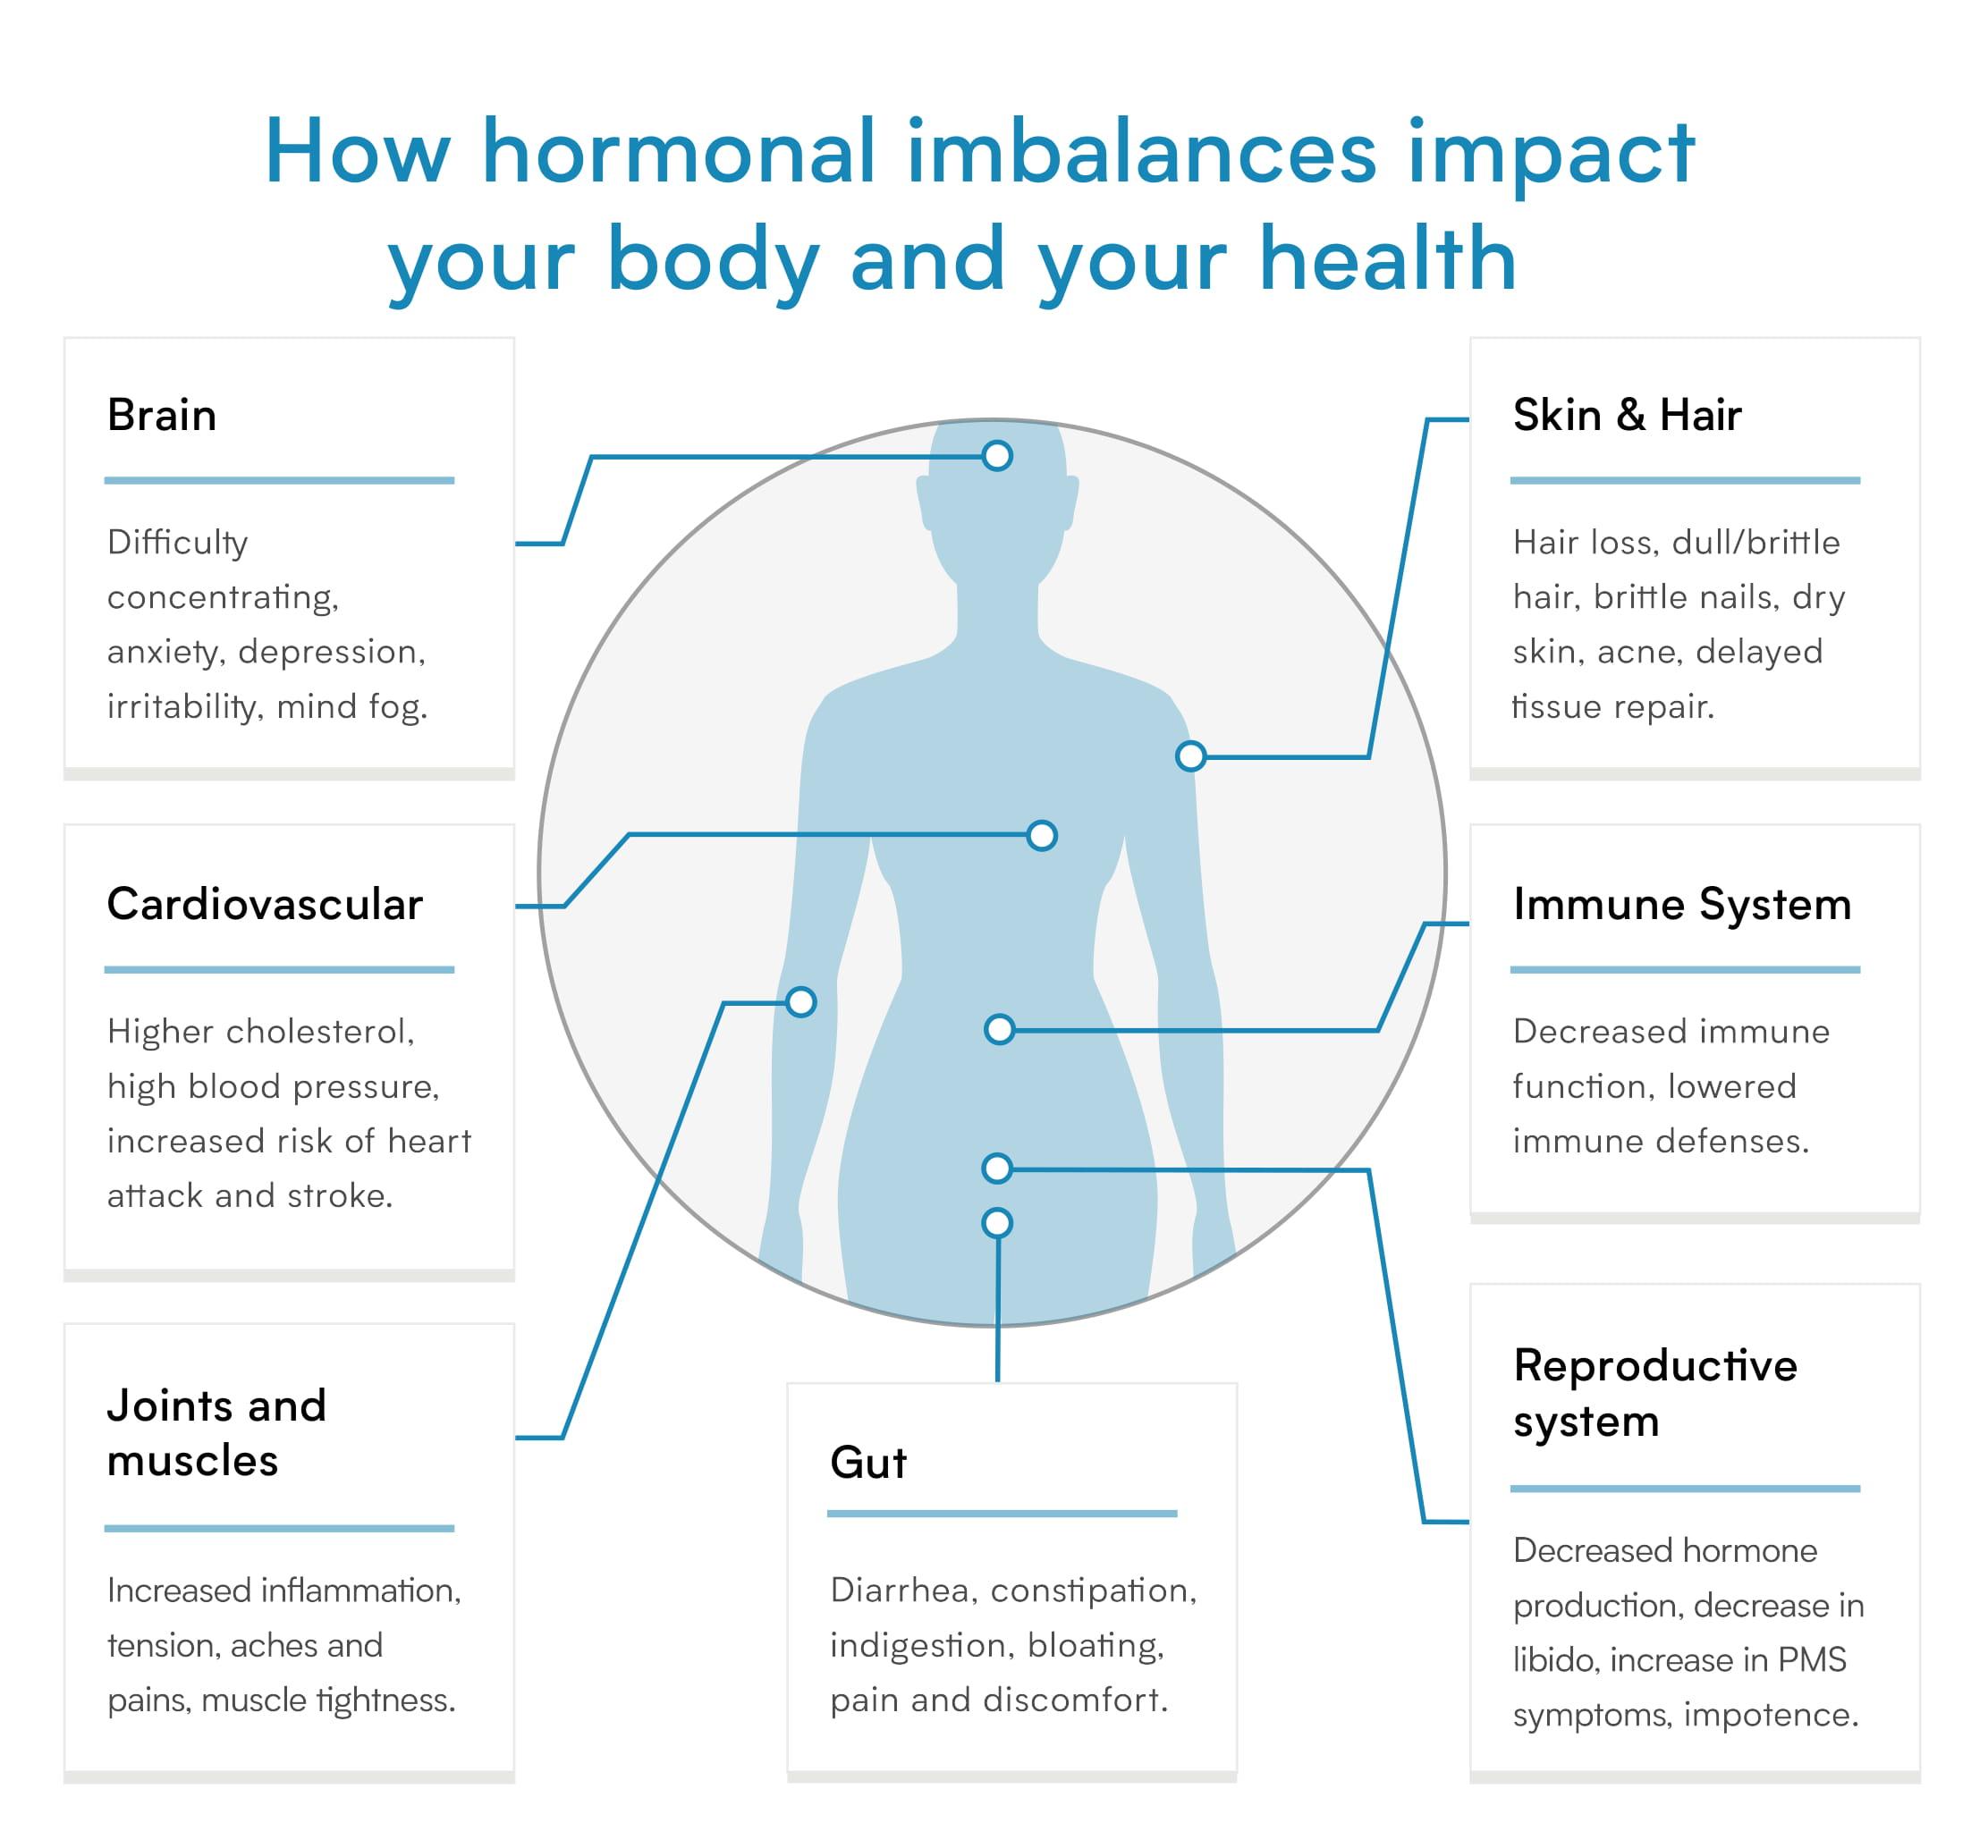 How hormonal imbalances impact
your body and your health
Brain
Difficulty
concentrating,
anxiety, depression,
irritability, mind fog.
Skin & Hair
Hair loss, dull/brittle
hair, brittle nails, dry
skin, acne, delayed
tissue repair.
Cardiovascular
Higher cholesterol,
high blood pressure,
increased risk of heart
attack and stroke.
Immune System
Decreased immune
function, lowered
immune defenses.
Joints and
muscles
Increased inflammation,
tension, aches and
pains, muscle tightness.
Gut
Diarrhea, constipation,
indigestion, bloating,
pain and discomfort.
Reproductive
system
Decreased hormone
production, decrease in
libido, increase in PMS
symptoms, impotence.